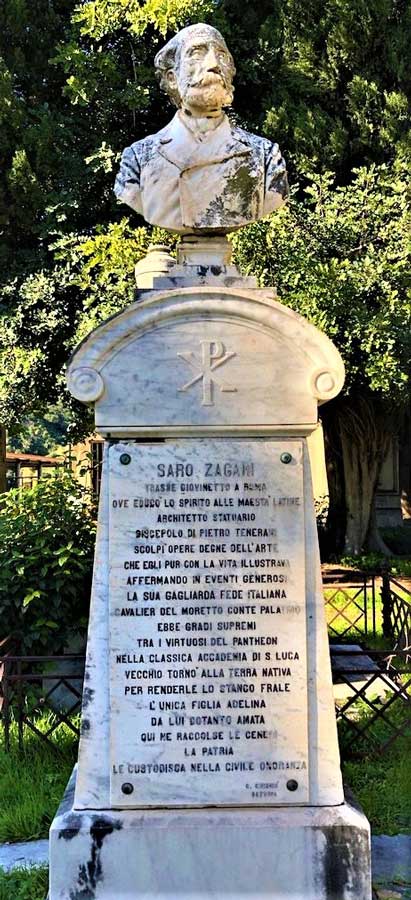 SARO ZAGARI
TRASSE GIOVINETTO A ROMA
OVE EDUCÒ LO SPIRITO ALLE MAESTÀ LATINE
ARCHITETTO STATUARIO
DISCEPOLO DI PIETRO TENERANI
SCOLPÌ OPERE DEGNE DELL'ARTE
CHE EGLI PUR CON LA VITA ILLUSTRAVA
AFFERMANDO IN EVENTI GENEROSI
LA SUA GAGLIARDA FEDE ITALIANA
CAVALIER DEL MORETTO CONTE PALATINO
EBBE GRADI SUPREMI
TRA I VIRTUOSI DEL PANTHEON
NELLA CLASSICA ACCADEMIA DI S. LUCA
VECCHIO TORNÒ ALLA TERRA NATIVA
PER RENDERLE LO STANCO FRALE
L'UNICA FIGLIA ADELINA
DA LUI COTANTO AMATA
QUI NE RACCOLSE LE CENERI
LA PATRIA
LE CUSTODISCA NELLA CIVILE ONORANZA